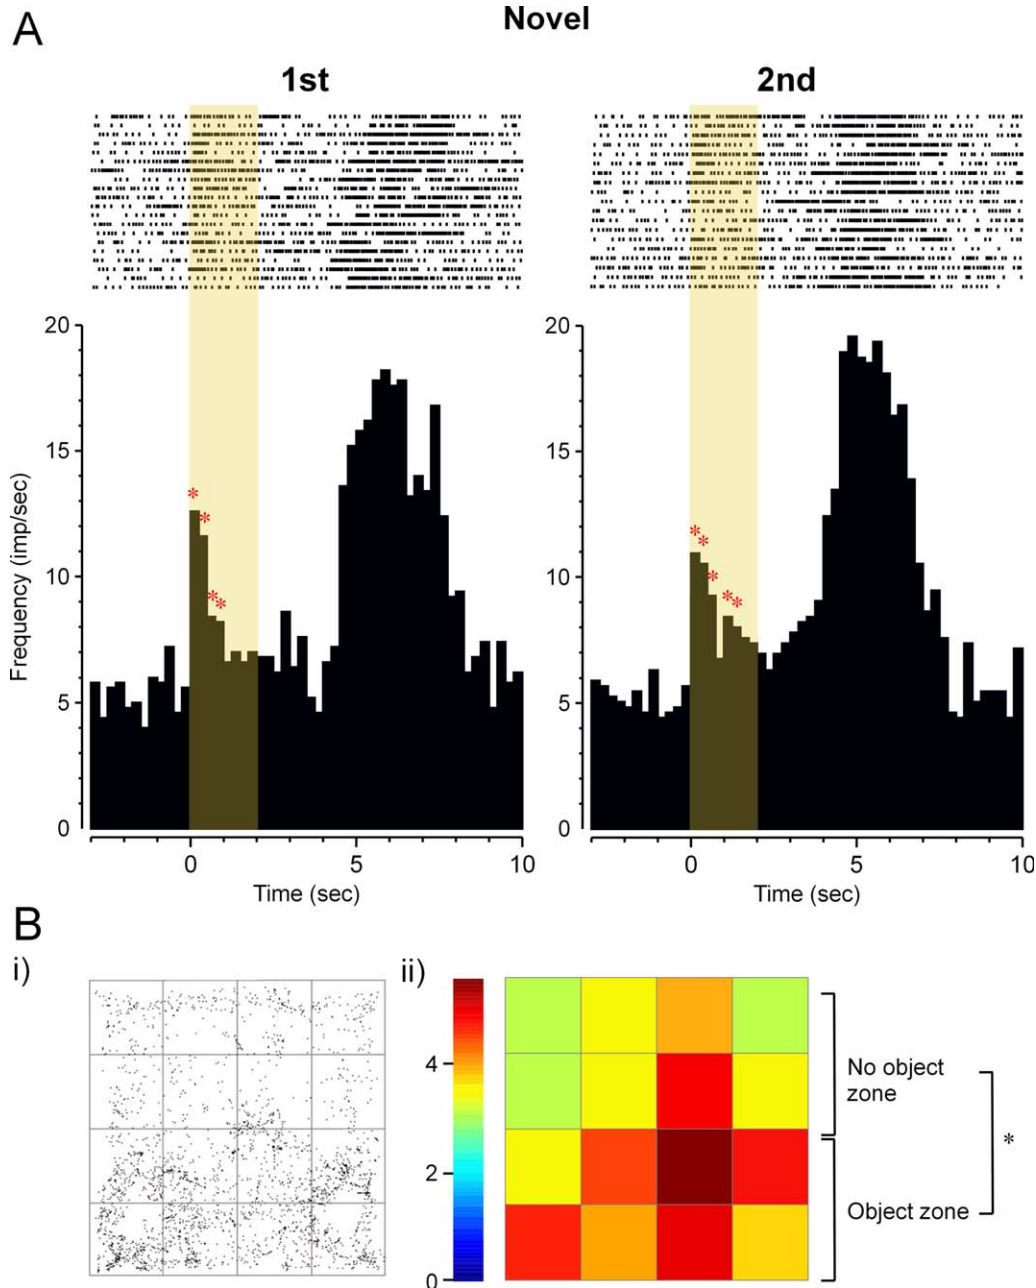 A
Novel
1st
2nd
20
15
10
5
0
Frequency (imp/sec)
* * * *
0 5 10
Time (sec)
20
15
10
5
0
* * * * *
0 5 10
Time (sec)
B
i)
ii)
4
2
0
No object
zone
Object zone
*